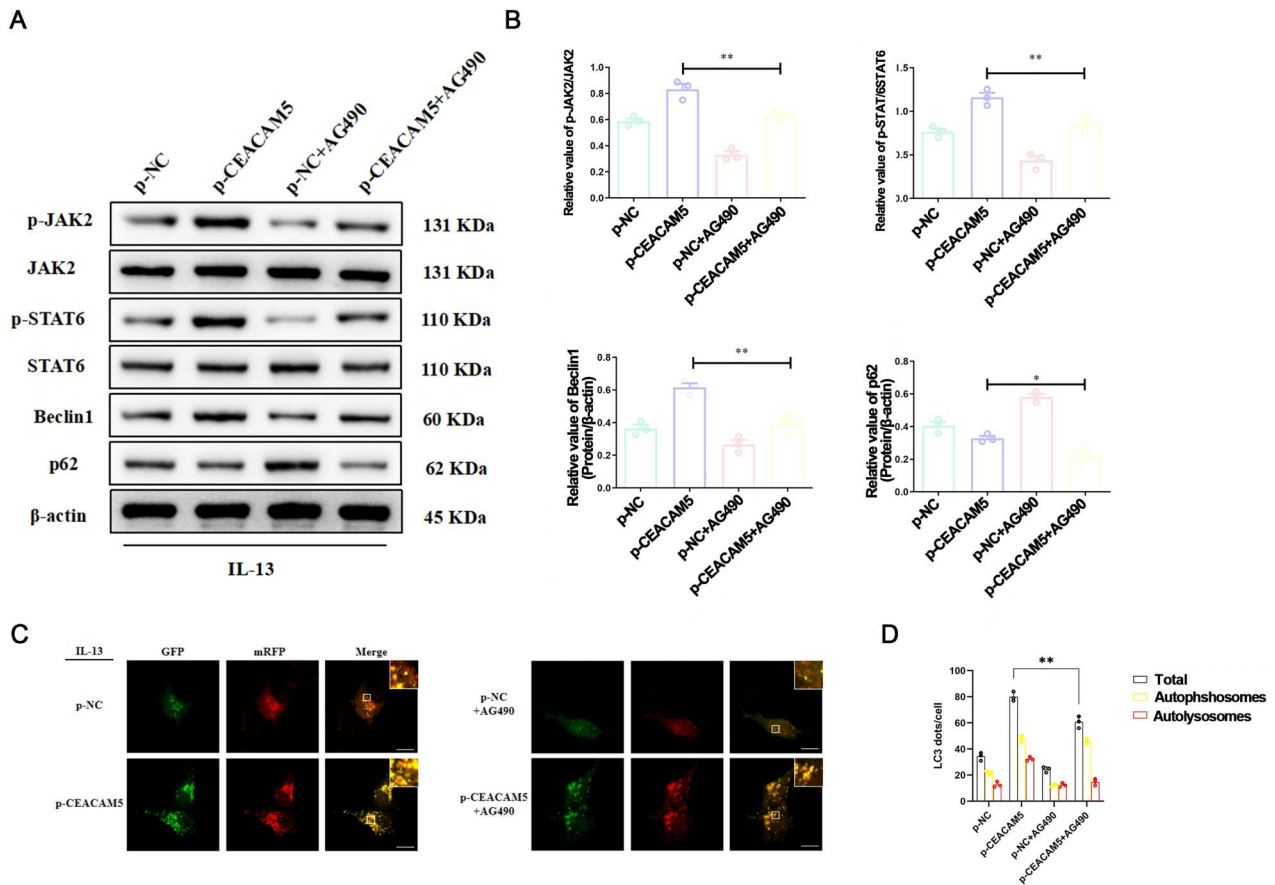 A
p-NC
p-CEACAM5
p-NC+AG490
p-CEACAM5+AG490
p-JAK2
131 KDa
JAK2
131 KDa
p-STAT6
110 KDa
STAT6
110 KDa
Beclin1
60 KDa
p62
62 KDa
β-actin
45 KDa
IL-13
B
Relative value of p-JAK2/JAK2
1.0
0.8
0.6
0.4
0.2
0.0
**
p-NC
p-CEACAM5
p-NC+AG490
p-CEACAM5+AG490
Relative value of p-STAT/6STAT6
1.5
1.0
0.5
0.0
**
p-NC
p-CEACAM5
p-NC+AG490
p-CEACAM5+AG490
Relative value of Beclin1
(Protein/β-actin)
0.8
0.6
0.4
0.2
0.0
**
p-NC
p-CEACAM5
p-NC+AG490
p-CEACAM5+AG490
Relative value of p62
(Protein/β-actin)
0.8
0.6
0.4
0.2
0.0
*
p-NC
p-CEACAM5
p-NC+AG490
p-CEACAM5+AG490
C
IL-13
GFP
mRFP
Merge
p-NC
p-CEACAM5
p-NC
+AG490
p-CEACAM5
+AG490
D
LC3 dots/cell
100
80
60
40
20
0
**
Total
Autophshosomes
Autolysosomes
p-NC
p-CEACAM5
p-NC+AG490
p-CEACAM5+AG490